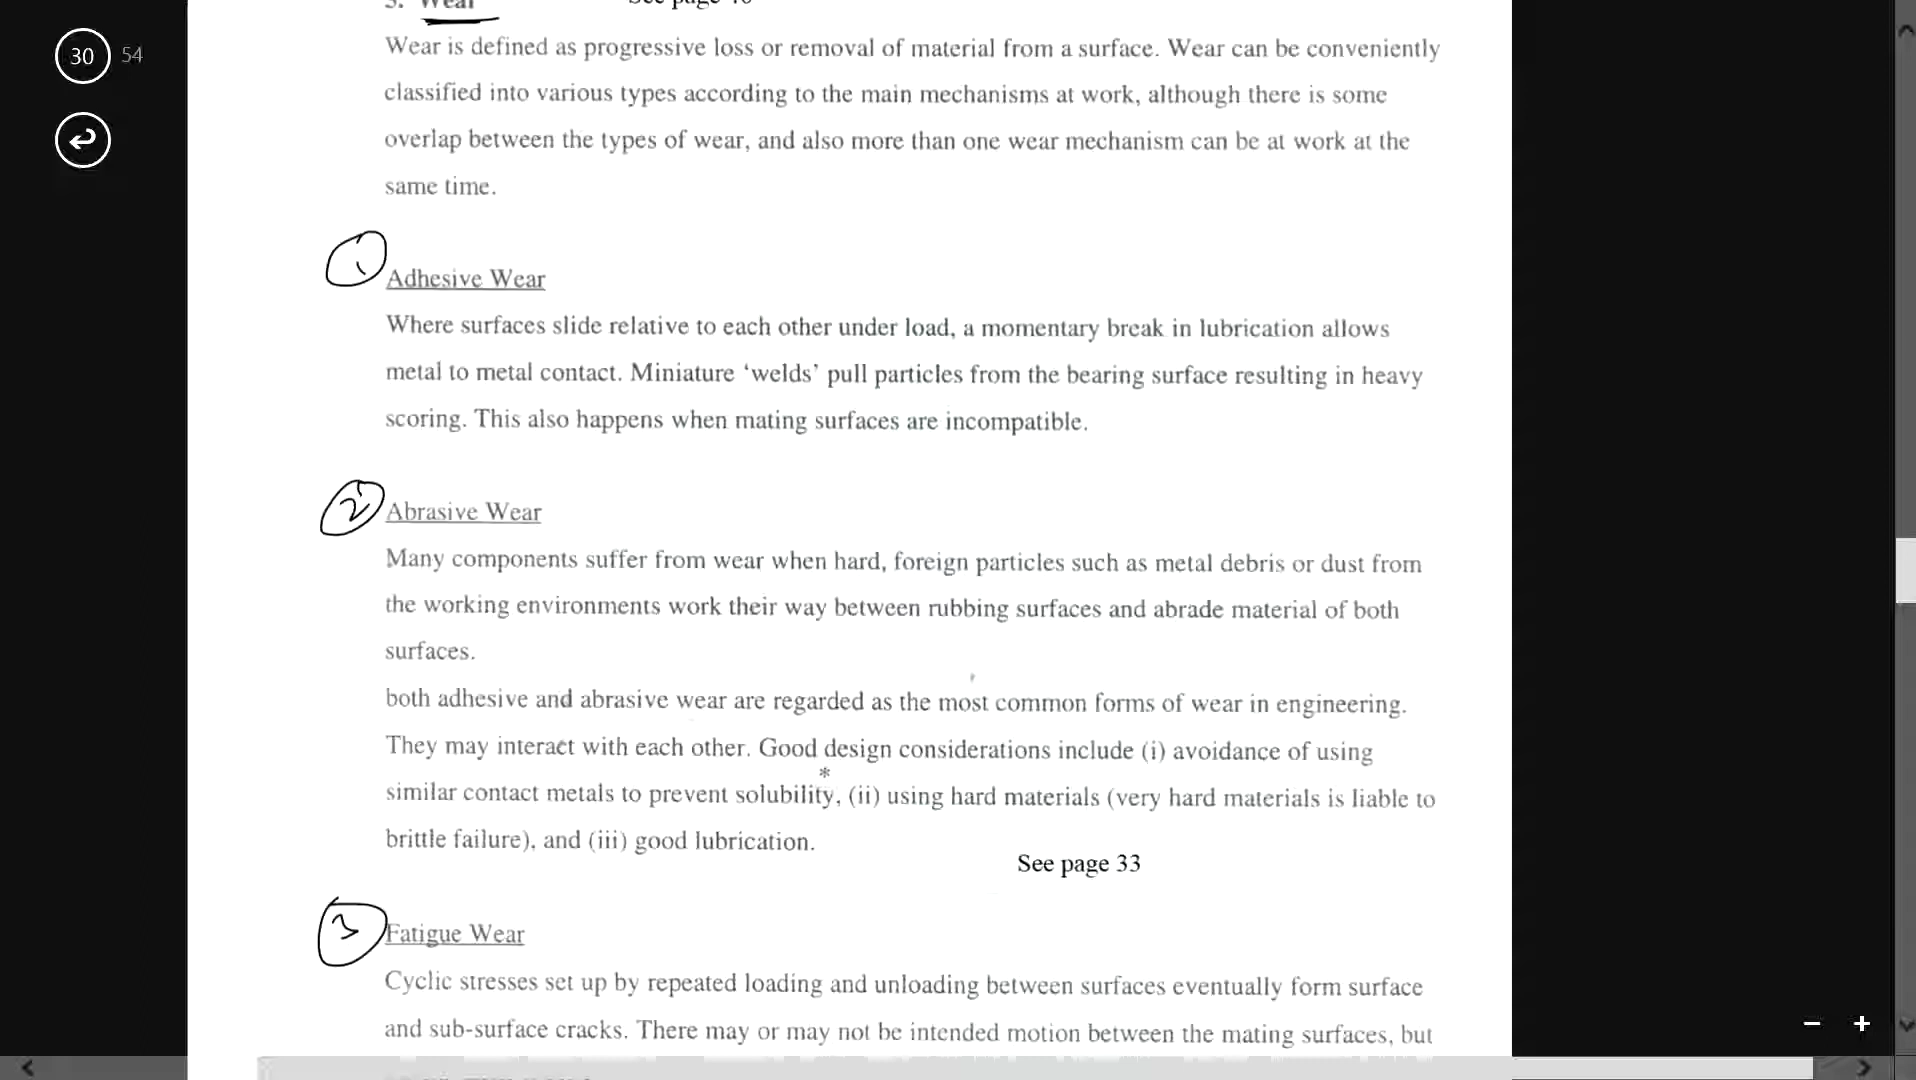 3. Wear See page 40
30 54
Wear is defined as progressive loss or removal of material from a surface. Wear can be conveniently
classified into various types according to the main mechanisms at work, although there is some
overlap between the types of wear, and also more than one wear mechanism can be at work at the
same time.
1
Adhesive Wear
Where surfaces slide relative to each other under load, a momentary break in lubrication allows
metal to metal contact. Miniature ‘welds’ pull particles from the bearing surface resulting in heavy
scoring. This also happens when mating surfaces are incompatible.
2
Abrasive Wear
Many components suffer from wear when hard, foreign particles such as metal debris or dust from
the working environments work their way between rubbing surfaces and abrade material of both
surfaces.
both adhesive and abrasive wear are regarded as the most common forms of wear in engineering.
They may interact with each other. Good design considerations include (i) avoidance of using
*
similar contact metals to prevent solubility, (ii) using hard materials (very hard materials is liable to
brittle failure), and (iii) good lubrication.
See page 33
3
Fatigue Wear
Cyclic stresses set up by repeated loading and unloading between surfaces eventually form surface
and sub-surface cracks. There may or may not be intended motion between the mating surfaces, but